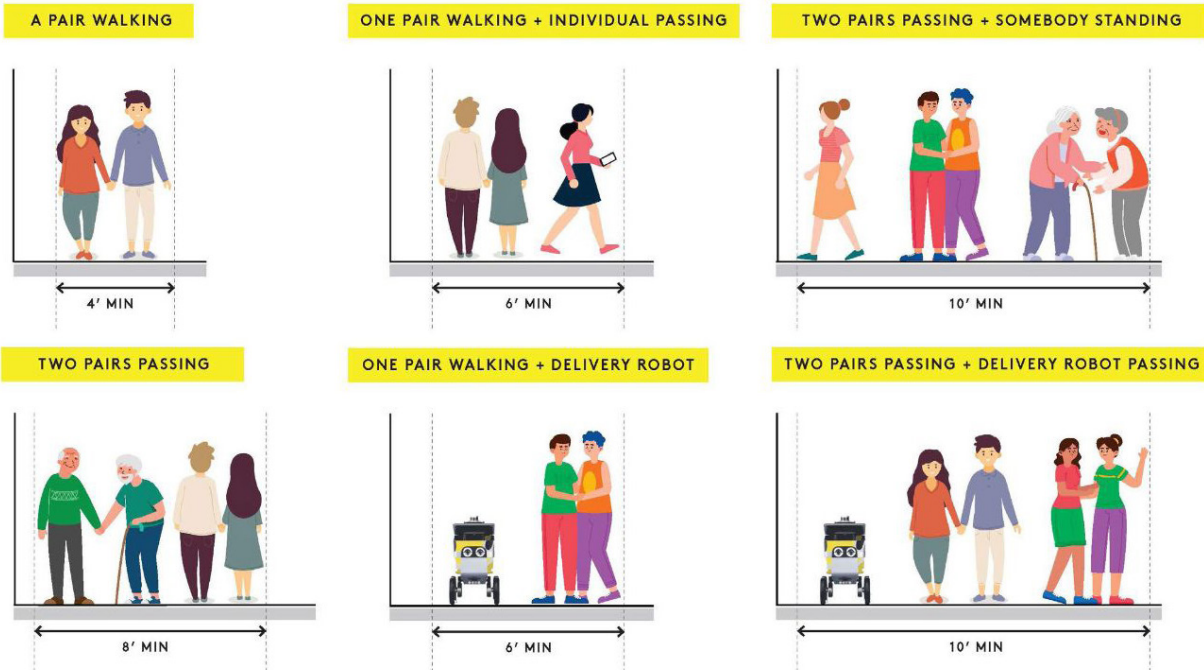 A PAIR WALKING
ONE PAIR WALKING + INDIVIDUAL PASSING
TWO PAIRS PASSING + SOMEBODY STANDING
4' MIN
6' MIN
10' MIN
TWO PAIRS PASSING
ONE PAIR WALKING + DELIVERY ROBOT
TWO PAIRS PASSING + DELIVERY ROBOT PASSING
8' MIN
6' MIN
10' MIN